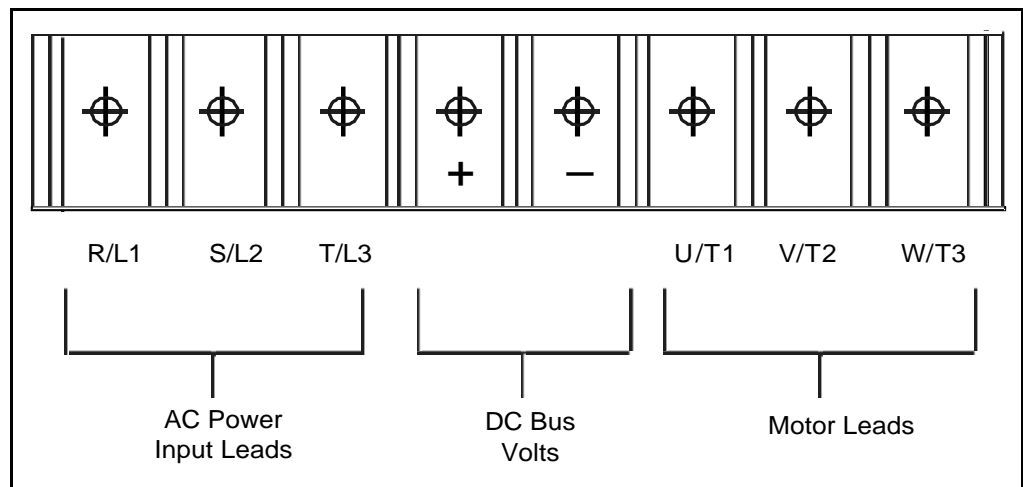 + −
R/L1 S/L2 T/L3 U/T1 V/T2 W/T3
AC Power
Input Leads
DC Bus
Volts
Motor Leads